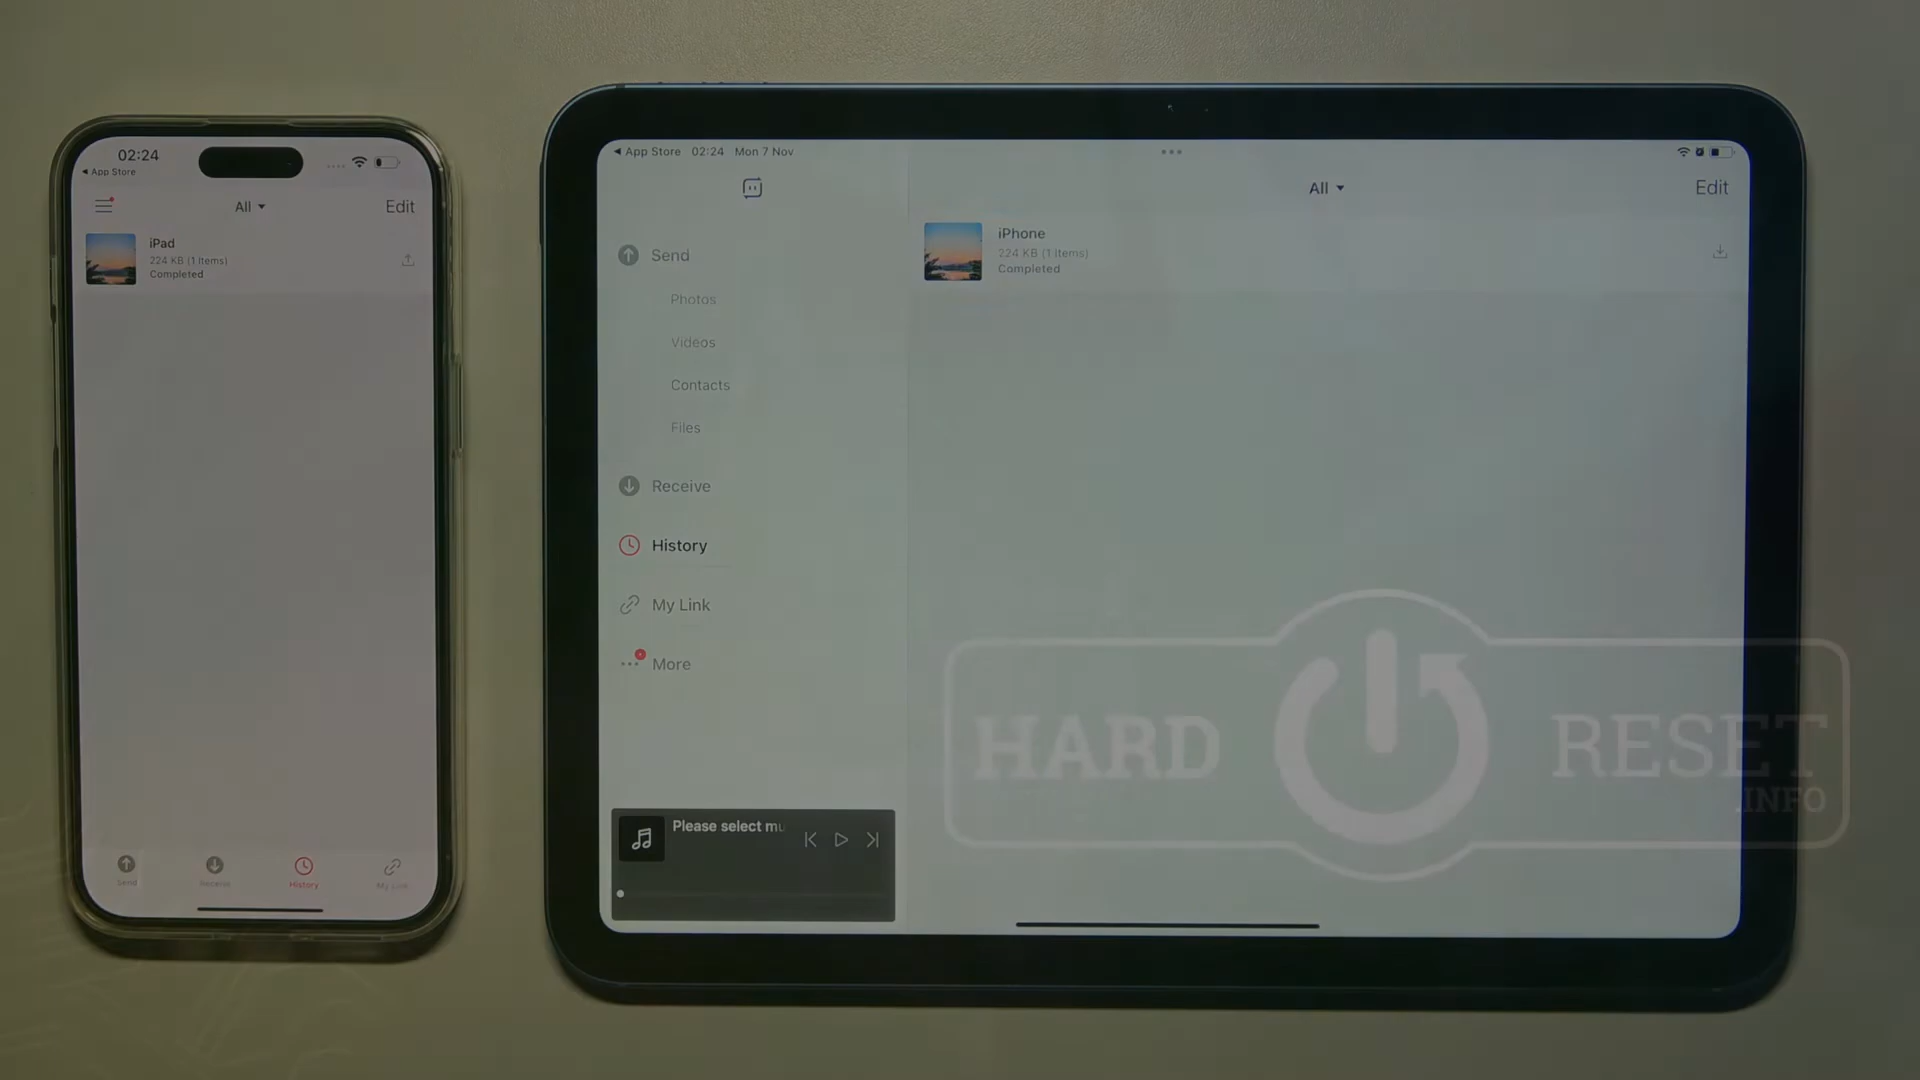 02:24
App Store
All
Edit
iPad
224 KB (1 Items)
Completed
Send
Receive
History
My Link
App Store 02:24 Mon 7 Nov
All
Edit
Send
Photos
Videos
Contacts
Files
Receive
History
My Link
More
Please select mu
iPhone
224 KB (1 Items)
Completed
HARD RESET
.INFO